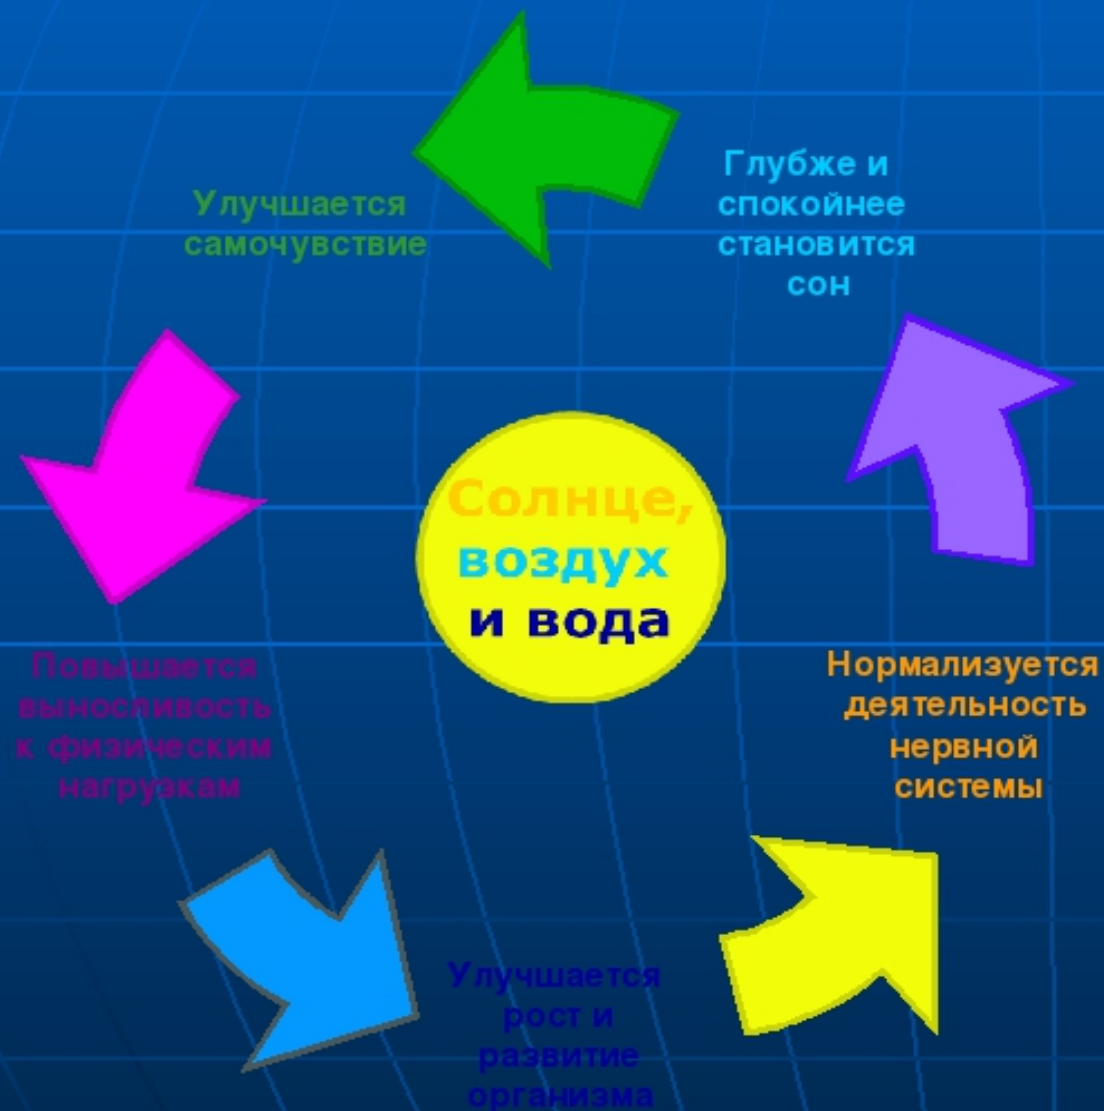 Глубже и
спокойнее
становится
сон
Улучшается
самочувствие
Солнце,
воздух
и вода
Повышается
выносливость
к физическим
нагрузкам
Нормализуется
деятельность
нервной
системы
Улучшается
рост и
развитие
организма